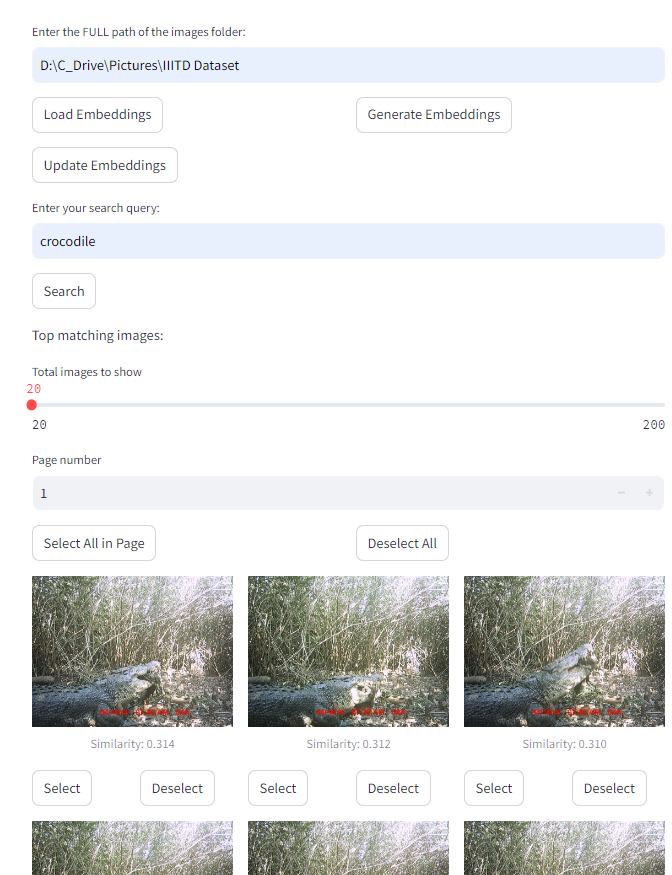 Enter the FULL path of the images folder:
D:\C_Drive\Pictures\IIITD Dataset
Load Embeddings Generate Embeddings
Update Embeddings
Enter your search query:
crocodile
Search
Top matching images:
Total images to show
20
20 200
Page number
1 − +
Select All in Page Deselect All
Similarity: 0.314 Similarity: 0.312 Similarity: 0.310
Select Deselect Select Deselect Select Deselect